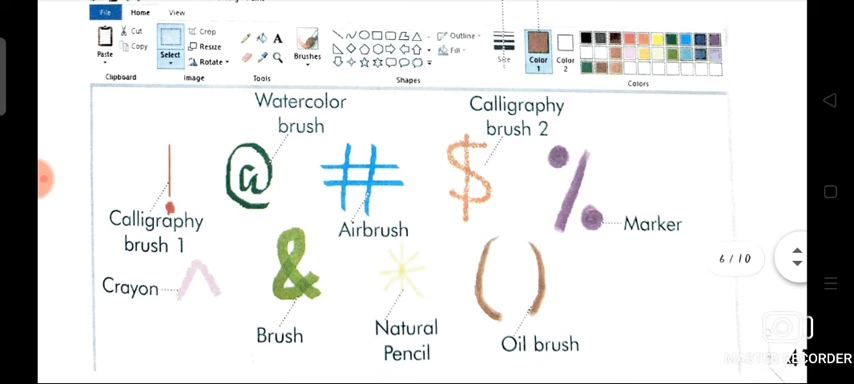 File Home View
Cut
Copy
Paste
Clipboard
Select
Crop
Resize
Rotate
Image
A
Tools
Brushes
Outline
Fill
Shapes
Size
Color
1
Color
2
Colors
Watercolor
brush
Calligraphy
brush 2
! @ # $ %
Calligraphy
brush 1
Airbrush
Marker
Crayon
^ & * ( )
Brush
Natural
Pencil
Oil brush
6/10